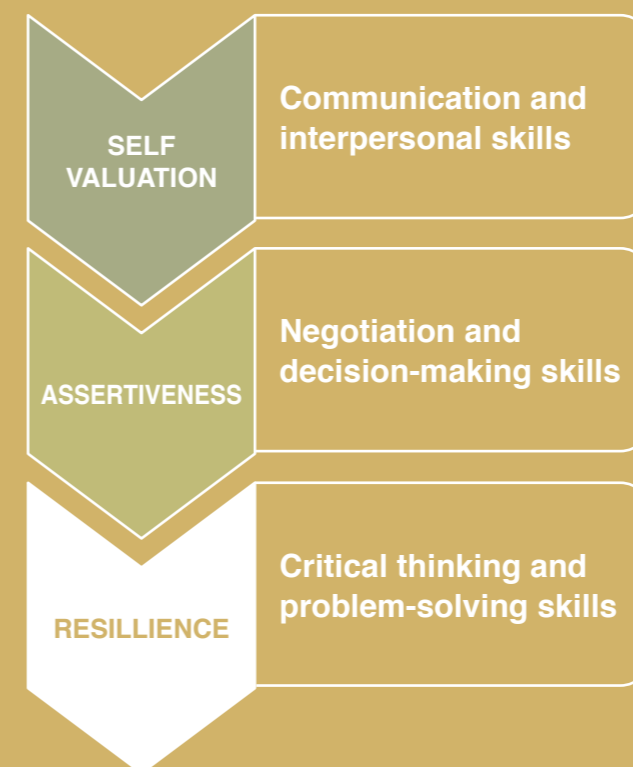 SELF
VALUATION
Communication and
interpersonal skills
ASSERTIVENESS
Negotiation and
decision-making skills
RESILLIENCE
Critical thinking and
problem-solving skills